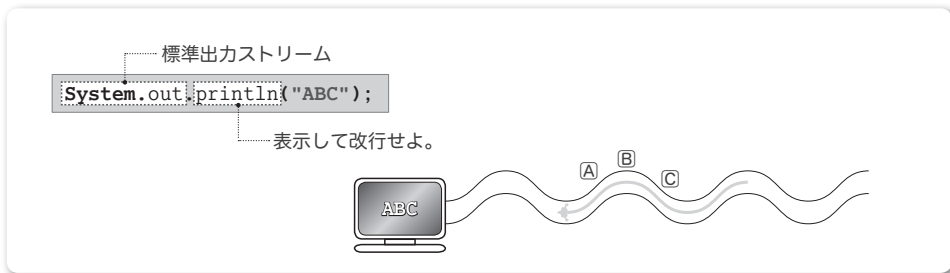 標準出力ストリーム
System.out.println("ABC");
表示して改行せよ。
A B C
ABC